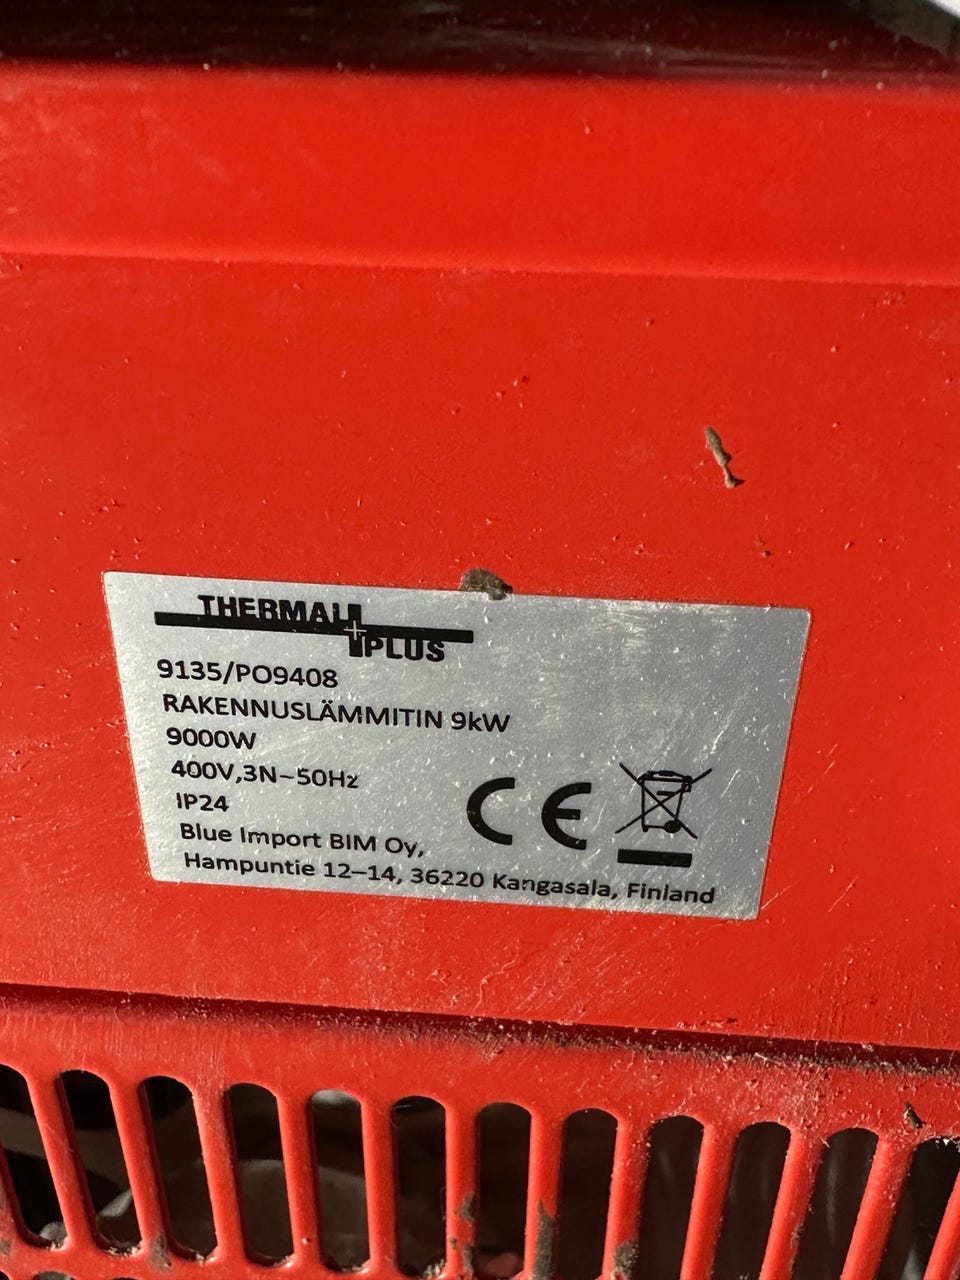 THERMAL
PLUS
9135/PO9408
RAKENNUSLÄMMITIN 9kW
9000W
400V,3N~50Hz
IP24
Blue Import BIM Oy,
Hampuntie 12–14, 36220 Kangasala, Finland
CE